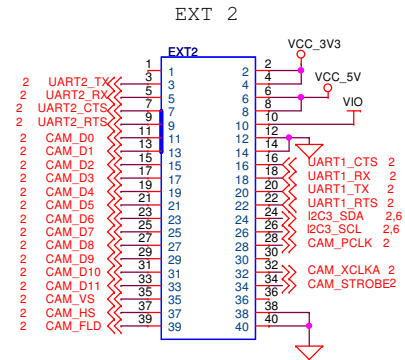 EXT 2
EXT2
VCC_3V3
1 1 2 2
2 UART2_TX 3 3 4 4
VCC_5V
2 UART2_RX 5 5 6 6
2 UART2_CTS 7 7 8 8
VIO
2 UART2_RTS 9 9 10 10
2 CAM_D0 11 11 12 12
2 CAM_D1 13 13 14 14
2 CAM_D2 15 15 16 16 UART1_CTS 2
2 CAM_D3 17 17 18 18 UART1_RX 2
2 CAM_D4 19 19 20 20 UART1_TX 2
2 CAM_D5 21 21 22 22 UART1_RTS 2
2 CAM_D6 23 23 24 24 I2C3_SDA 2,6
2 CAM_D7 25 25 26 26 I2C3_SCL 2,6
2 CAM_D8 27 27 28 28 CAM_PCLK 2
2 CAM_D9 29 29 30 30
2 CAM_D10 31 31 32 32 CAM_XCLKA 2
2 CAM_D11 33 33 34 34 CAM_STROBE 2
2 CAM_VS 35 35 36 36
2 CAM_HS 37 37 38 38
2 CAM_FLD 39 39 40 40